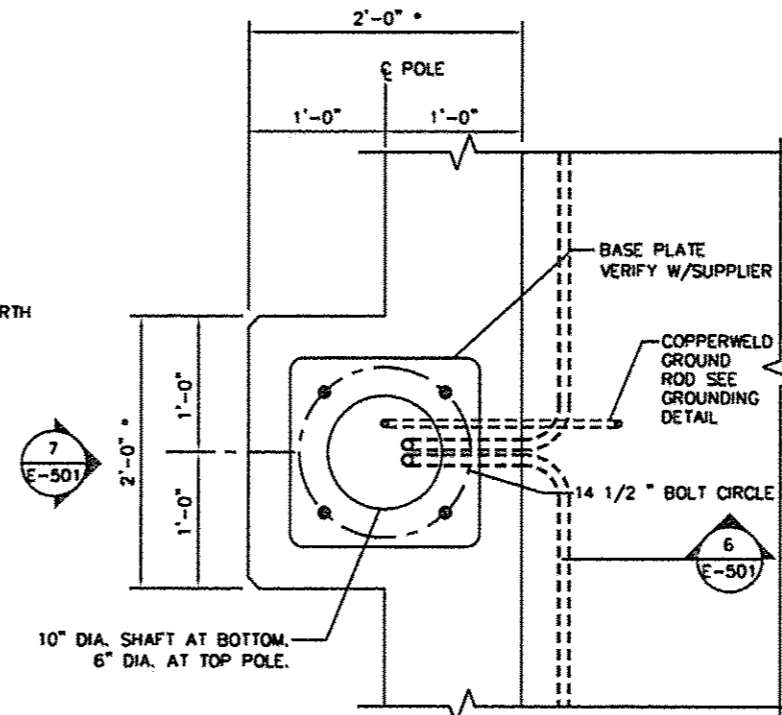 2'-0" *
℄ POLE
1'-0"
1'-0"
BASE PLATE
VERIFY W/SUPPLIER
RTH
COPPERWELD
GROUND
ROD SEE
GROUNDING
DETAIL
2'-0" *
1'-0"
1'-0"
7
E-501
14 1/2 " BOLT CIRCLE
6
E-501
10" DIA. SHAFT AT BOTTOM.
6" DIA. AT TOP POLE.